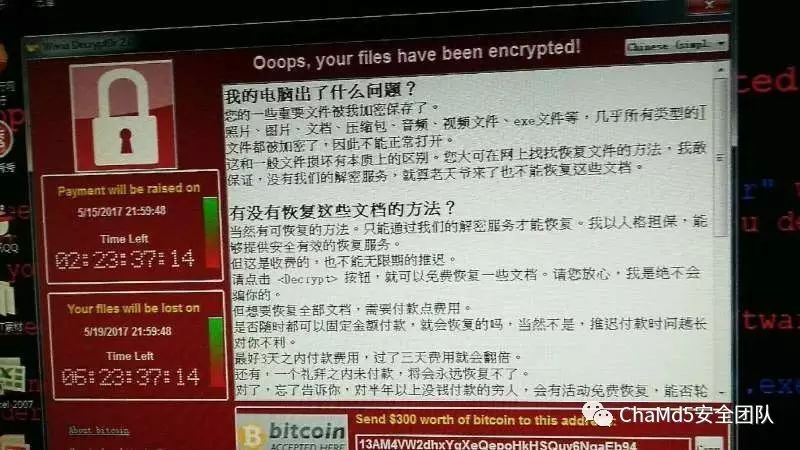 Wana Decrypt0r 2.0
Ooops, your files have been encrypted!
Chinese (simpl
我的电脑出了什么问题？
您的一些重要文件被我加密保存了。
照片、图片、文档、压缩包、音频、视频文件、exe文件等，几乎所有类型的
文件都被加密了，因此不能正常打开。
这和一般文件损坏有本质上的区别。您大可在网上找找恢复文件的方法，我敢
保证，没有我们的解密服务，就算老天爷来了也不能恢复这些文档。
有没有恢复这些文档的方法？
当然有可恢复的方法。只能通过我们的解密服务才能恢复。我以人格担保，能
够提供安全有效的恢复服务。
但这是收费的，也不能无限期的推迟。
请点击 <Decrypt> 按钮，就可以免费恢复一些文档。请您放心，我是绝不会
骗你的。
但想要恢复全部文档，需要付款点费用。
是否随时都可以固定金额付款，就会恢复的吗，当然不是，推迟付款时间越长
对你不利。
最好3天之内付款费用，过了三天费用就会翻倍。
还有，一个礼拜之内未付款，将会永远恢复不了。
对了，忘了告诉你，对半年以上没钱付款的穷人，会有活动免费恢复，能否轮
Payment will be raised on
5/15/2017 21:59:48
Time Left
02:23:37:14
Your files will be lost on
5/19/2017 21:59:48
Time Left
06:23:37:14
About bitcoin
bitcoin
ACCEPTED HERE
Send $300 worth of bitcoin to this address:
13AM4VW2dhxYgXeQepoHkHSQuy6NgaEb94
ted
r" v
u de
ftwar
.exe
QQ
cel-2007
ChaMd5安全团队